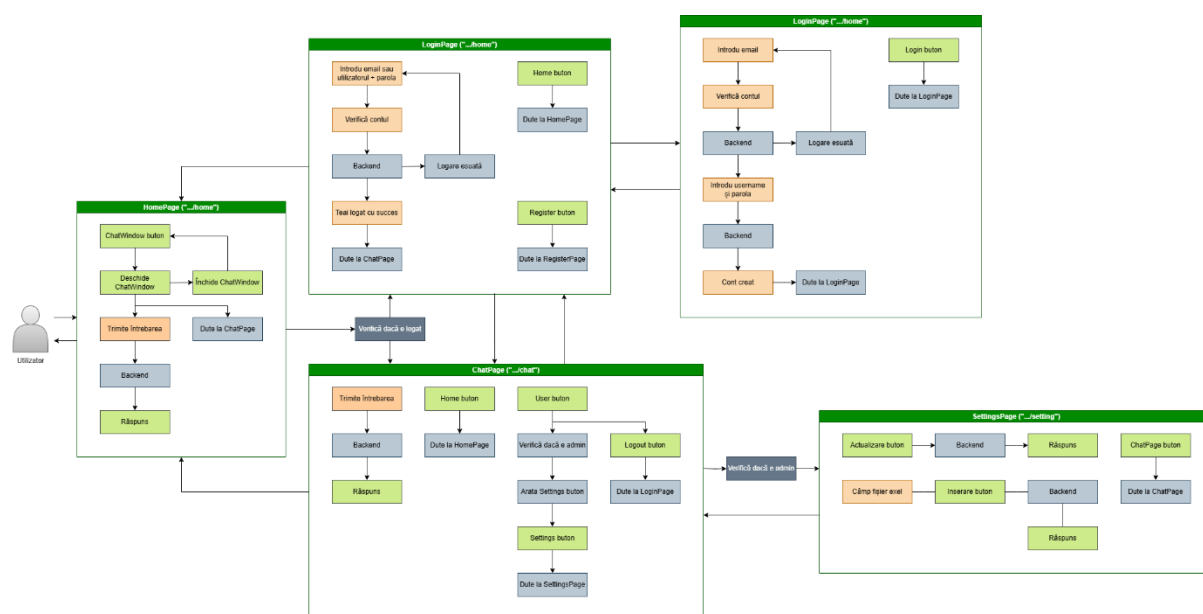 LoginPage (".../home")
Introdu email sau
utilizatorul + parola
Verifică contul
Backend
Logare esuată
Teai logat cu succes
Dute la ChatPage
Home buton
Dute la HomePage
Register buton
Dute la RegisterPage
LoginPage (".../home")
Introdu email
Verifică contul
Backend
Logare esuată
Introdu username
și parola
Backend
Cont creat
Dute la LoginPage
Login buton
Dute la LoginPage
HomePage (".../home")
ChatWindow buton
Deschide
ChatWindow
Închide ChatWindow
Trimite întrebarea
Dute la ChatPage
Backend
Răspuns
Utilizator
Verifică dacă e logat
ChatPage (".../chat")
Trimite întrebarea
Backend
Răspuns
Home buton
Dute la HomePage
User buton
Verifică dacă e admin
Logout buton
Arata Settings buton
Dute la LoginPage
Settings buton
Dute la SettingsPage
Verifică dacă e admin
SettingsPage (".../setting")
Actualizare buton
Backend
Răspuns
ChatPage buton
Câmp fișier exel
Inserare buton
Backend
Dute la ChatPage
Răspuns